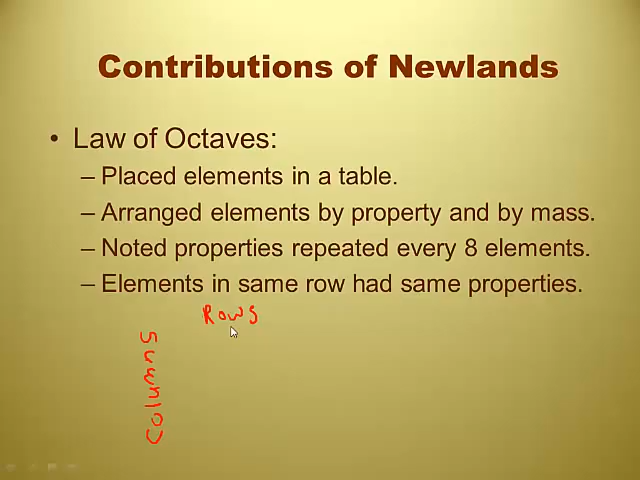 Contributions of Newlands
• Law of Octaves:
– Placed elements in a table.
– Arranged elements by property and by mass.
– Noted properties repeated every 8 elements.
– Elements in same row had same properties.
Rows
Columns